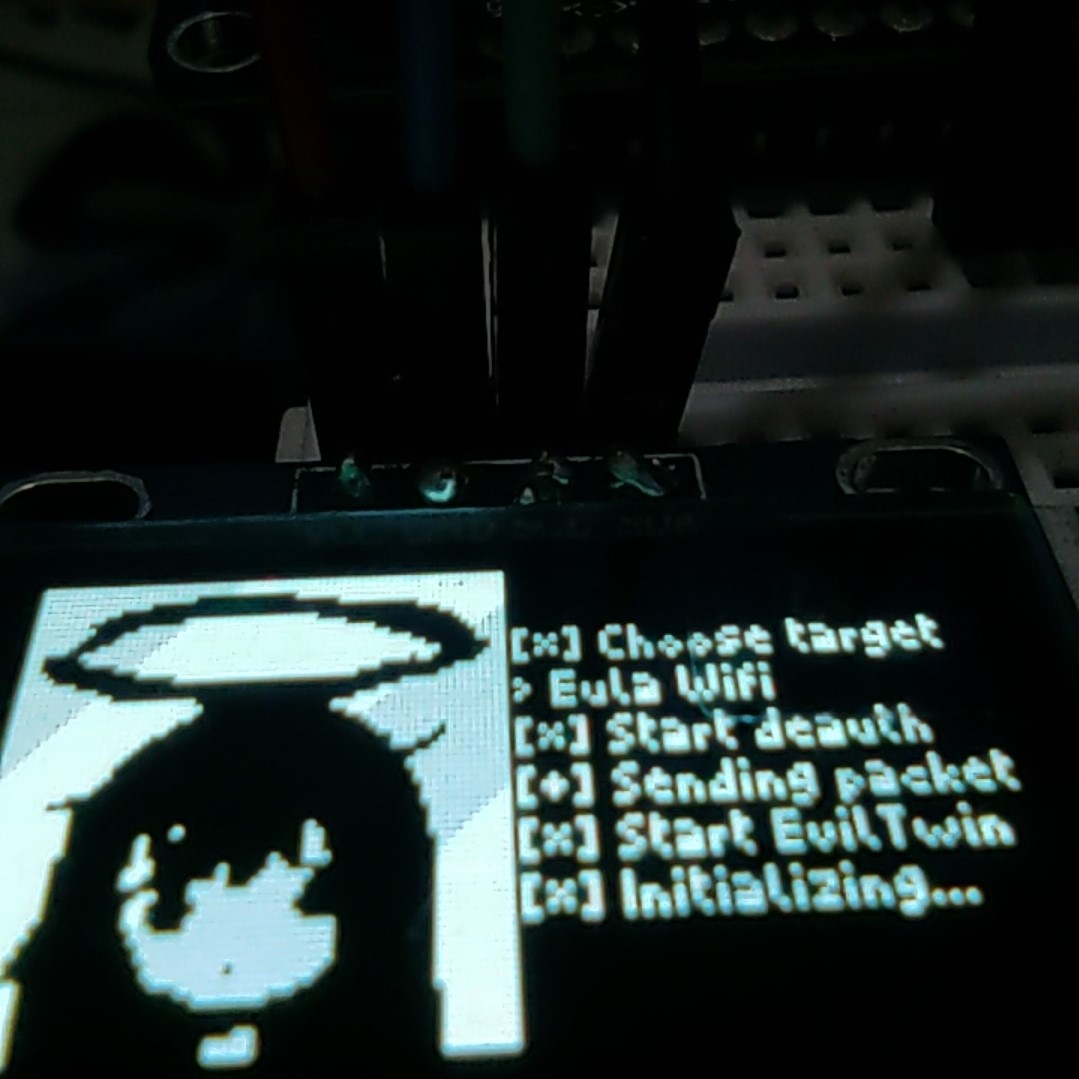 [×] Choose target
> Eula Wifi
[×] Start deauth
[+] Sending packet
[×] Start EvilTwin
[×] Initializing...